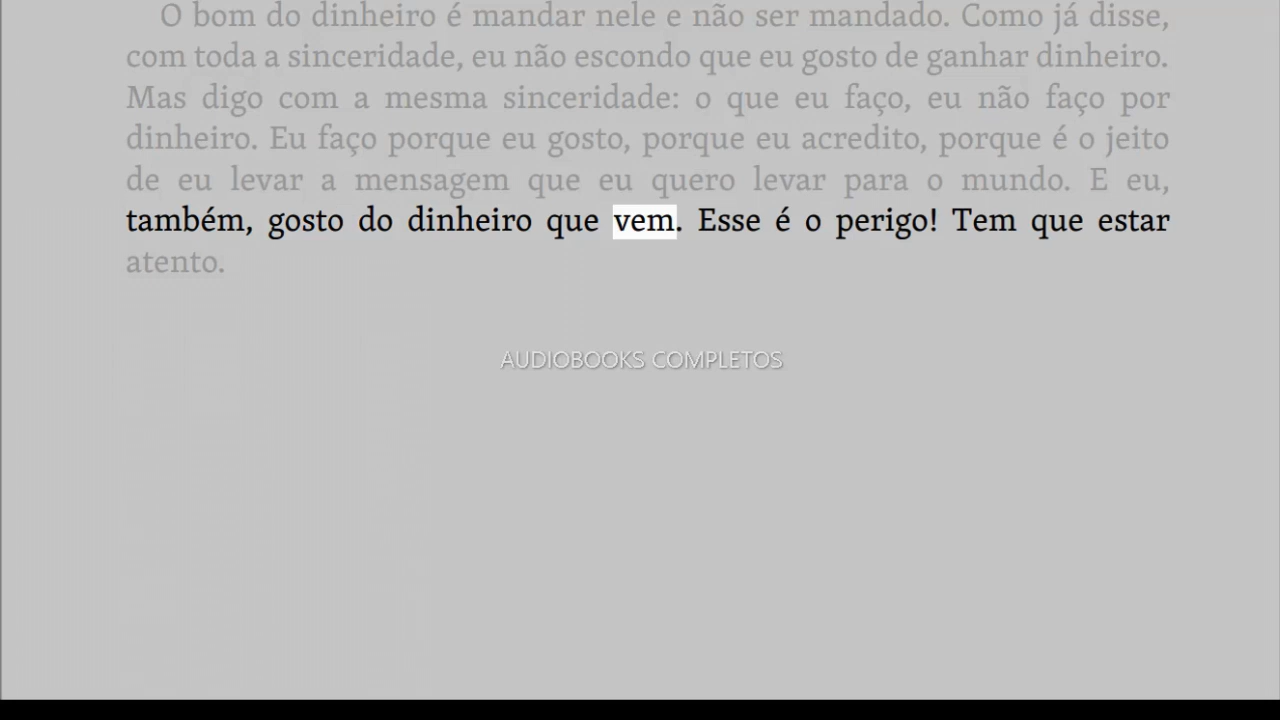 O bom do dinheiro é mandar nele e não ser mandado. Como já disse,
com toda a sinceridade, eu não escondo que eu gosto de ganhar dinheiro.
Mas digo com a mesma sinceridade: o que eu faço, eu não faço por
dinheiro. Eu faço porque eu gosto, porque eu acredito, porque é o jeito
de eu levar a mensagem que eu quero levar para o mundo. E eu,
também, gosto do dinheiro que vem. Esse é o perigo! Tem que estar
atento.
AUDIOBOOKS COMPLETOS